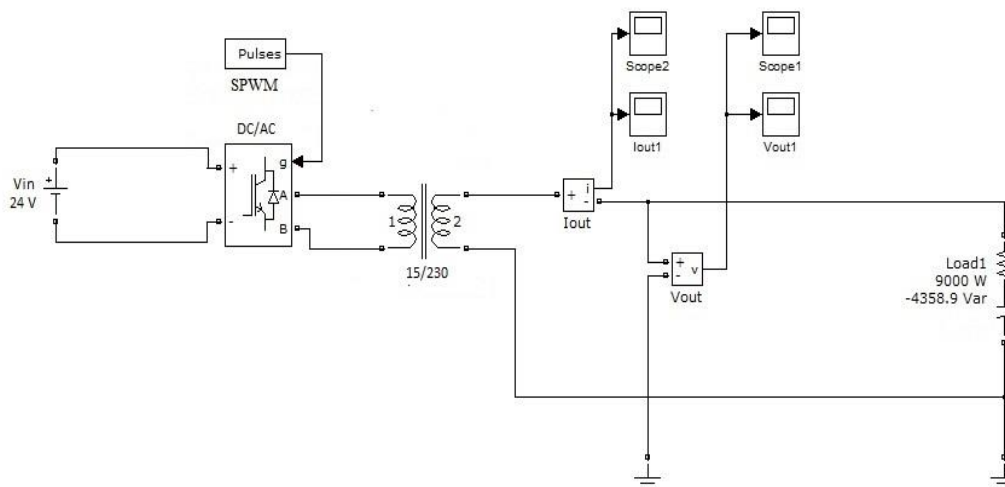 Pulses
SPWM
DC/AC
g
+
A
-
B
Vin
24 V
+
1
2
15/230
Scope2
Iout1
Scope1
Vout1
+
i
-
Iout
+
-
v
Vout
Load1
9000 W
-4358.9 Var